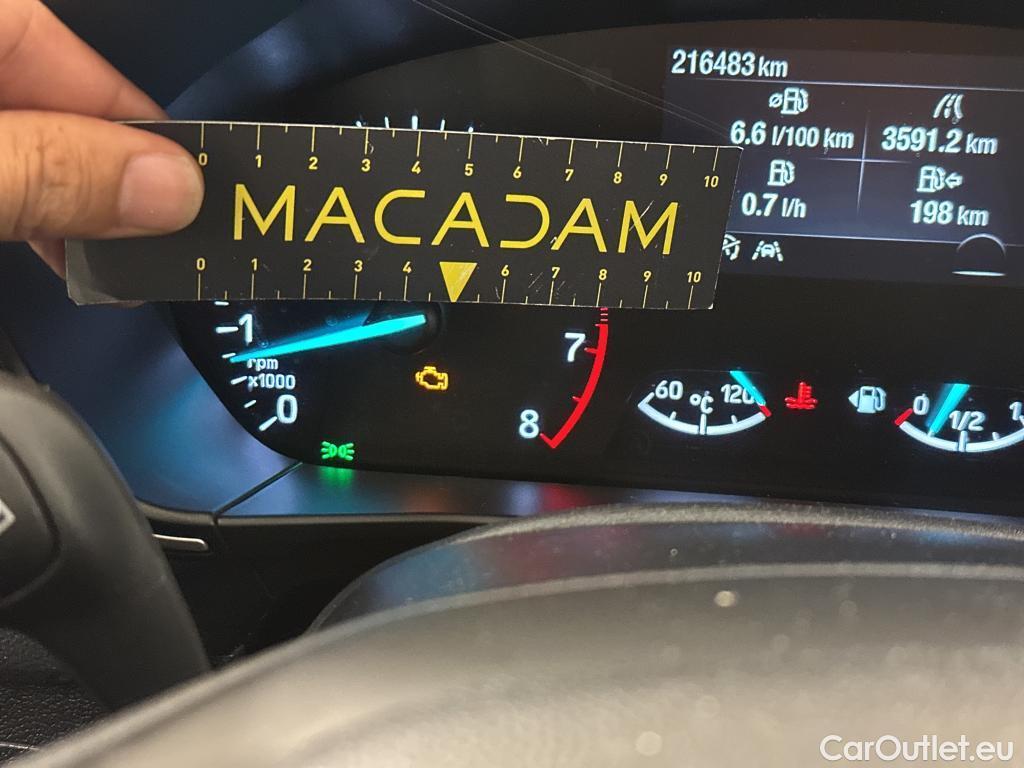 216483 km
6.6 l/100 km
3591.2 km
0.7 l/h
198 km
0 1 2 3 4 5 6 7 8 9 10
MACADAM
0 1 2 3 4 6 7 8 9 10
1
rpm
x1000
0
7
8
60 °C 120
0 1/2
CarOutlet.eu